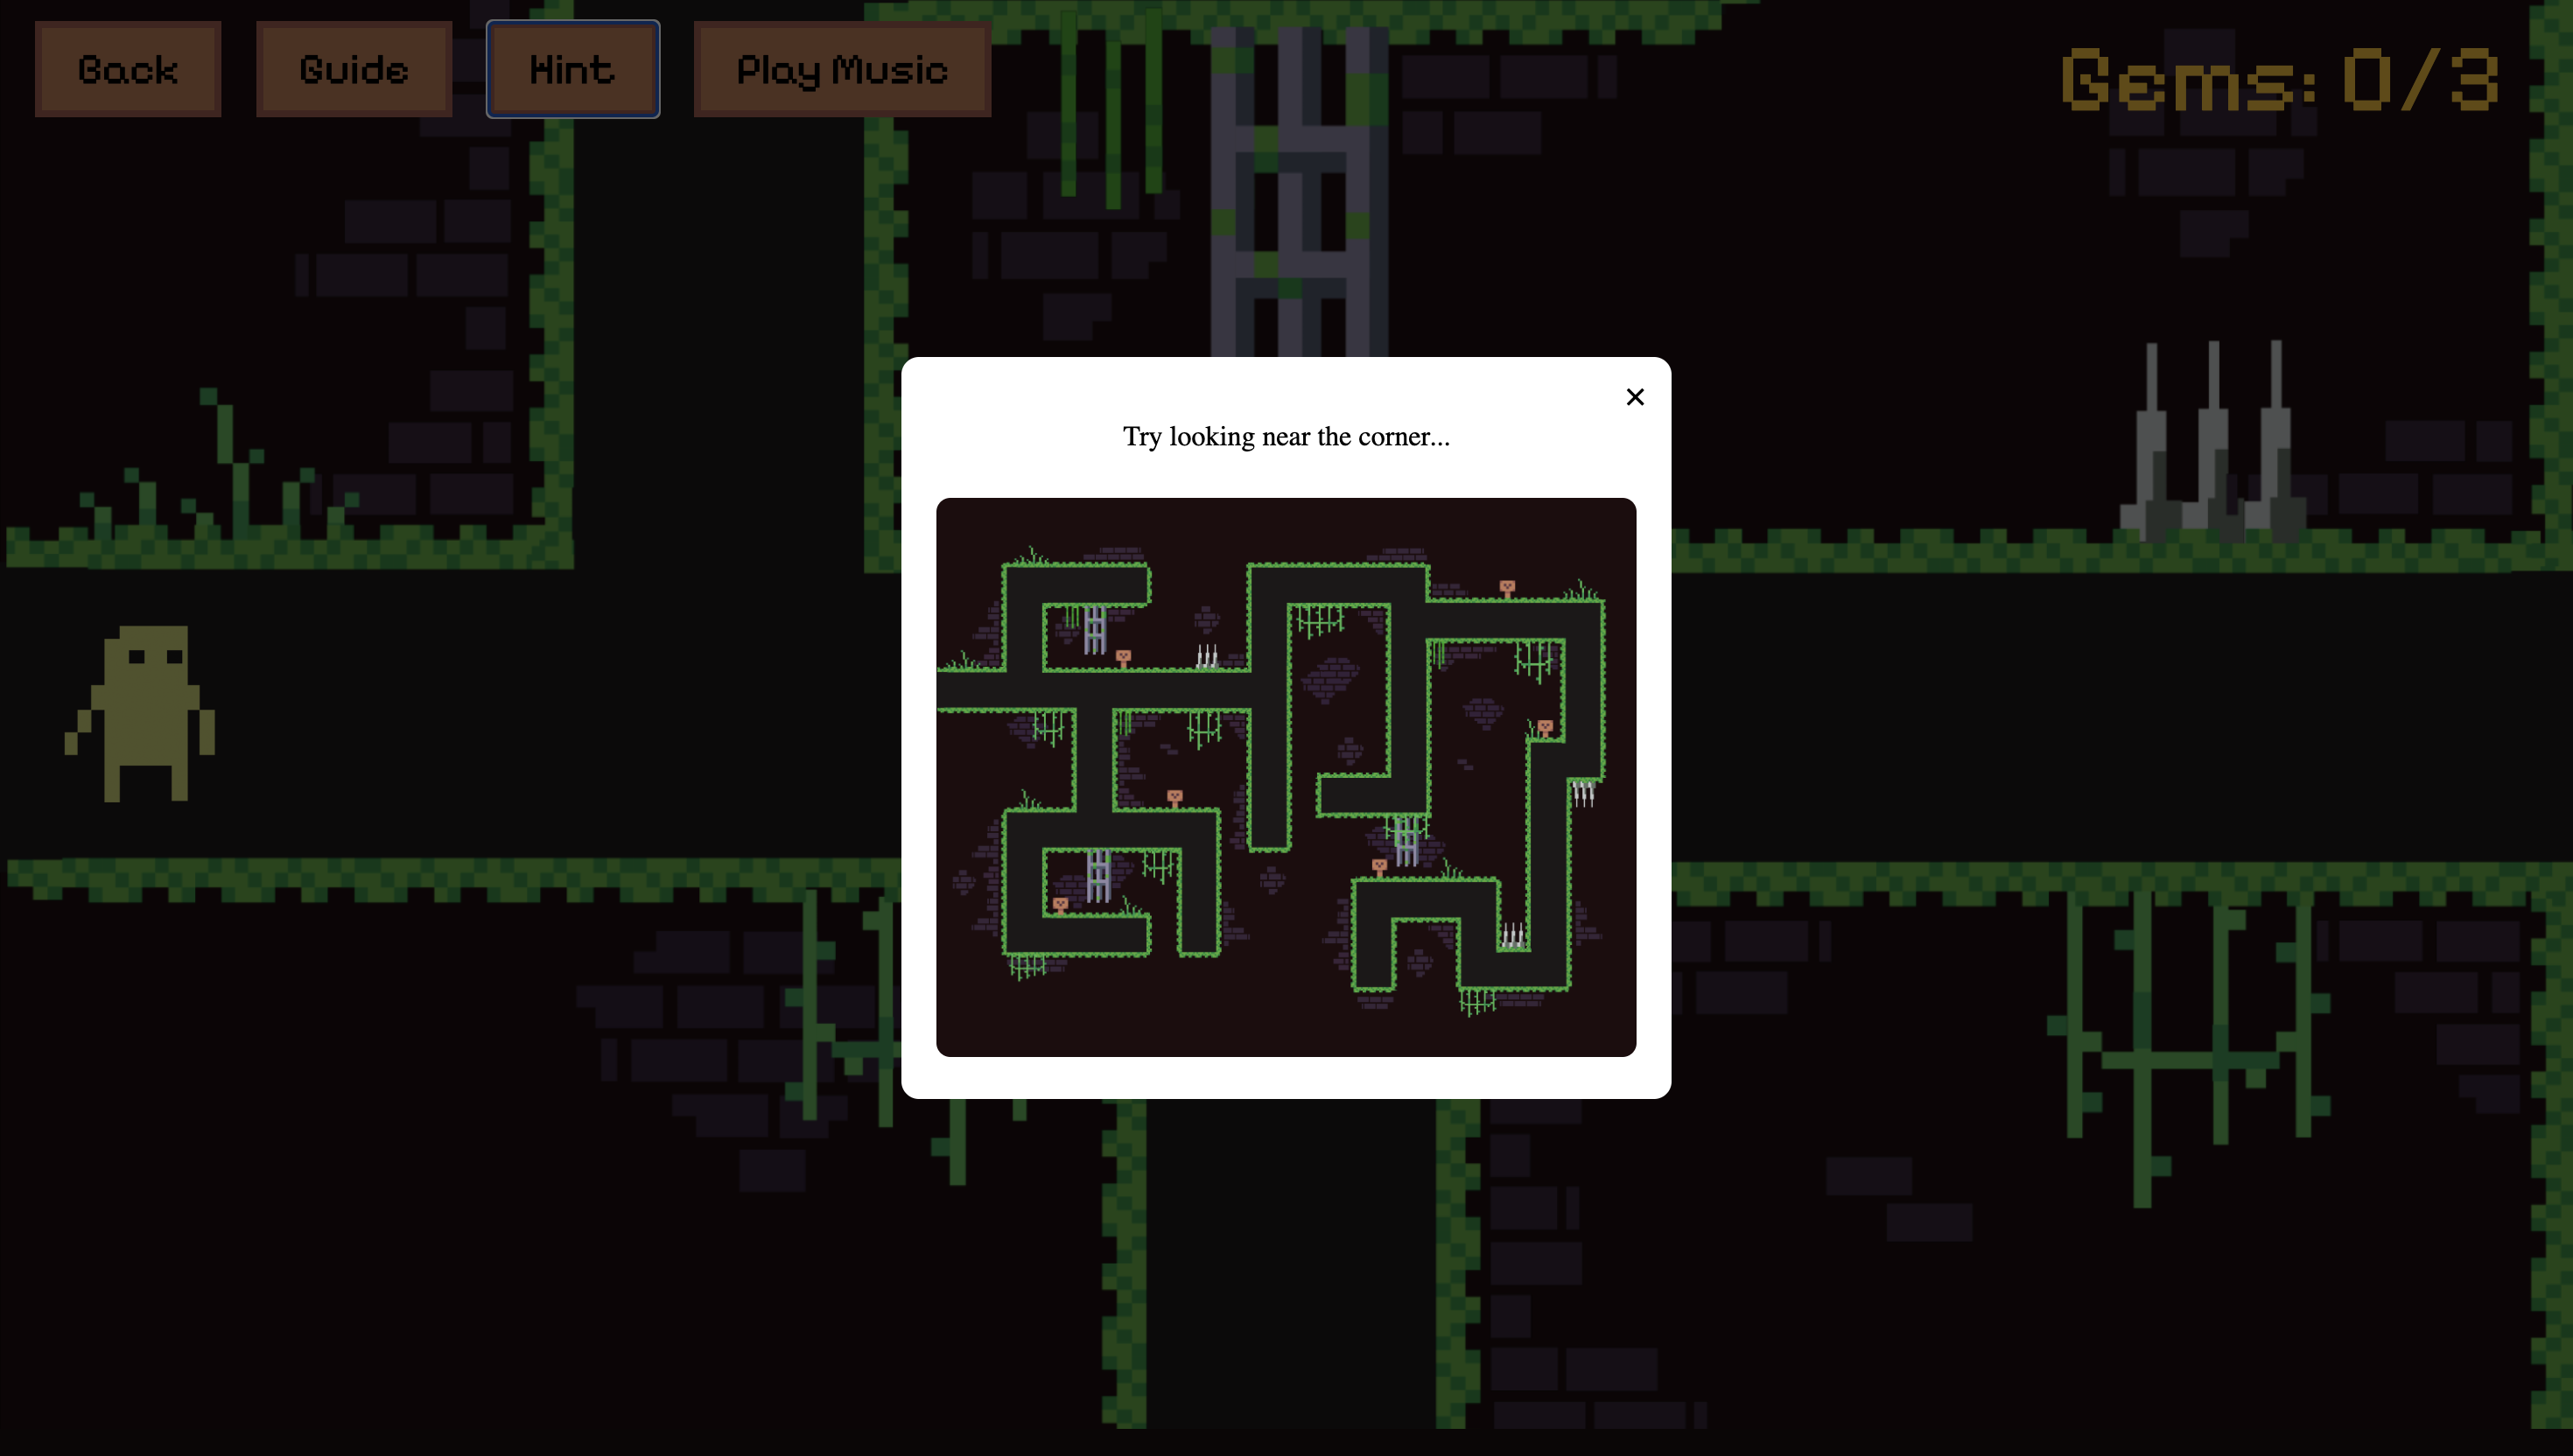 Back
Guide
Hint
Play Music
Gems: 0/3
×
Try looking near the corner...